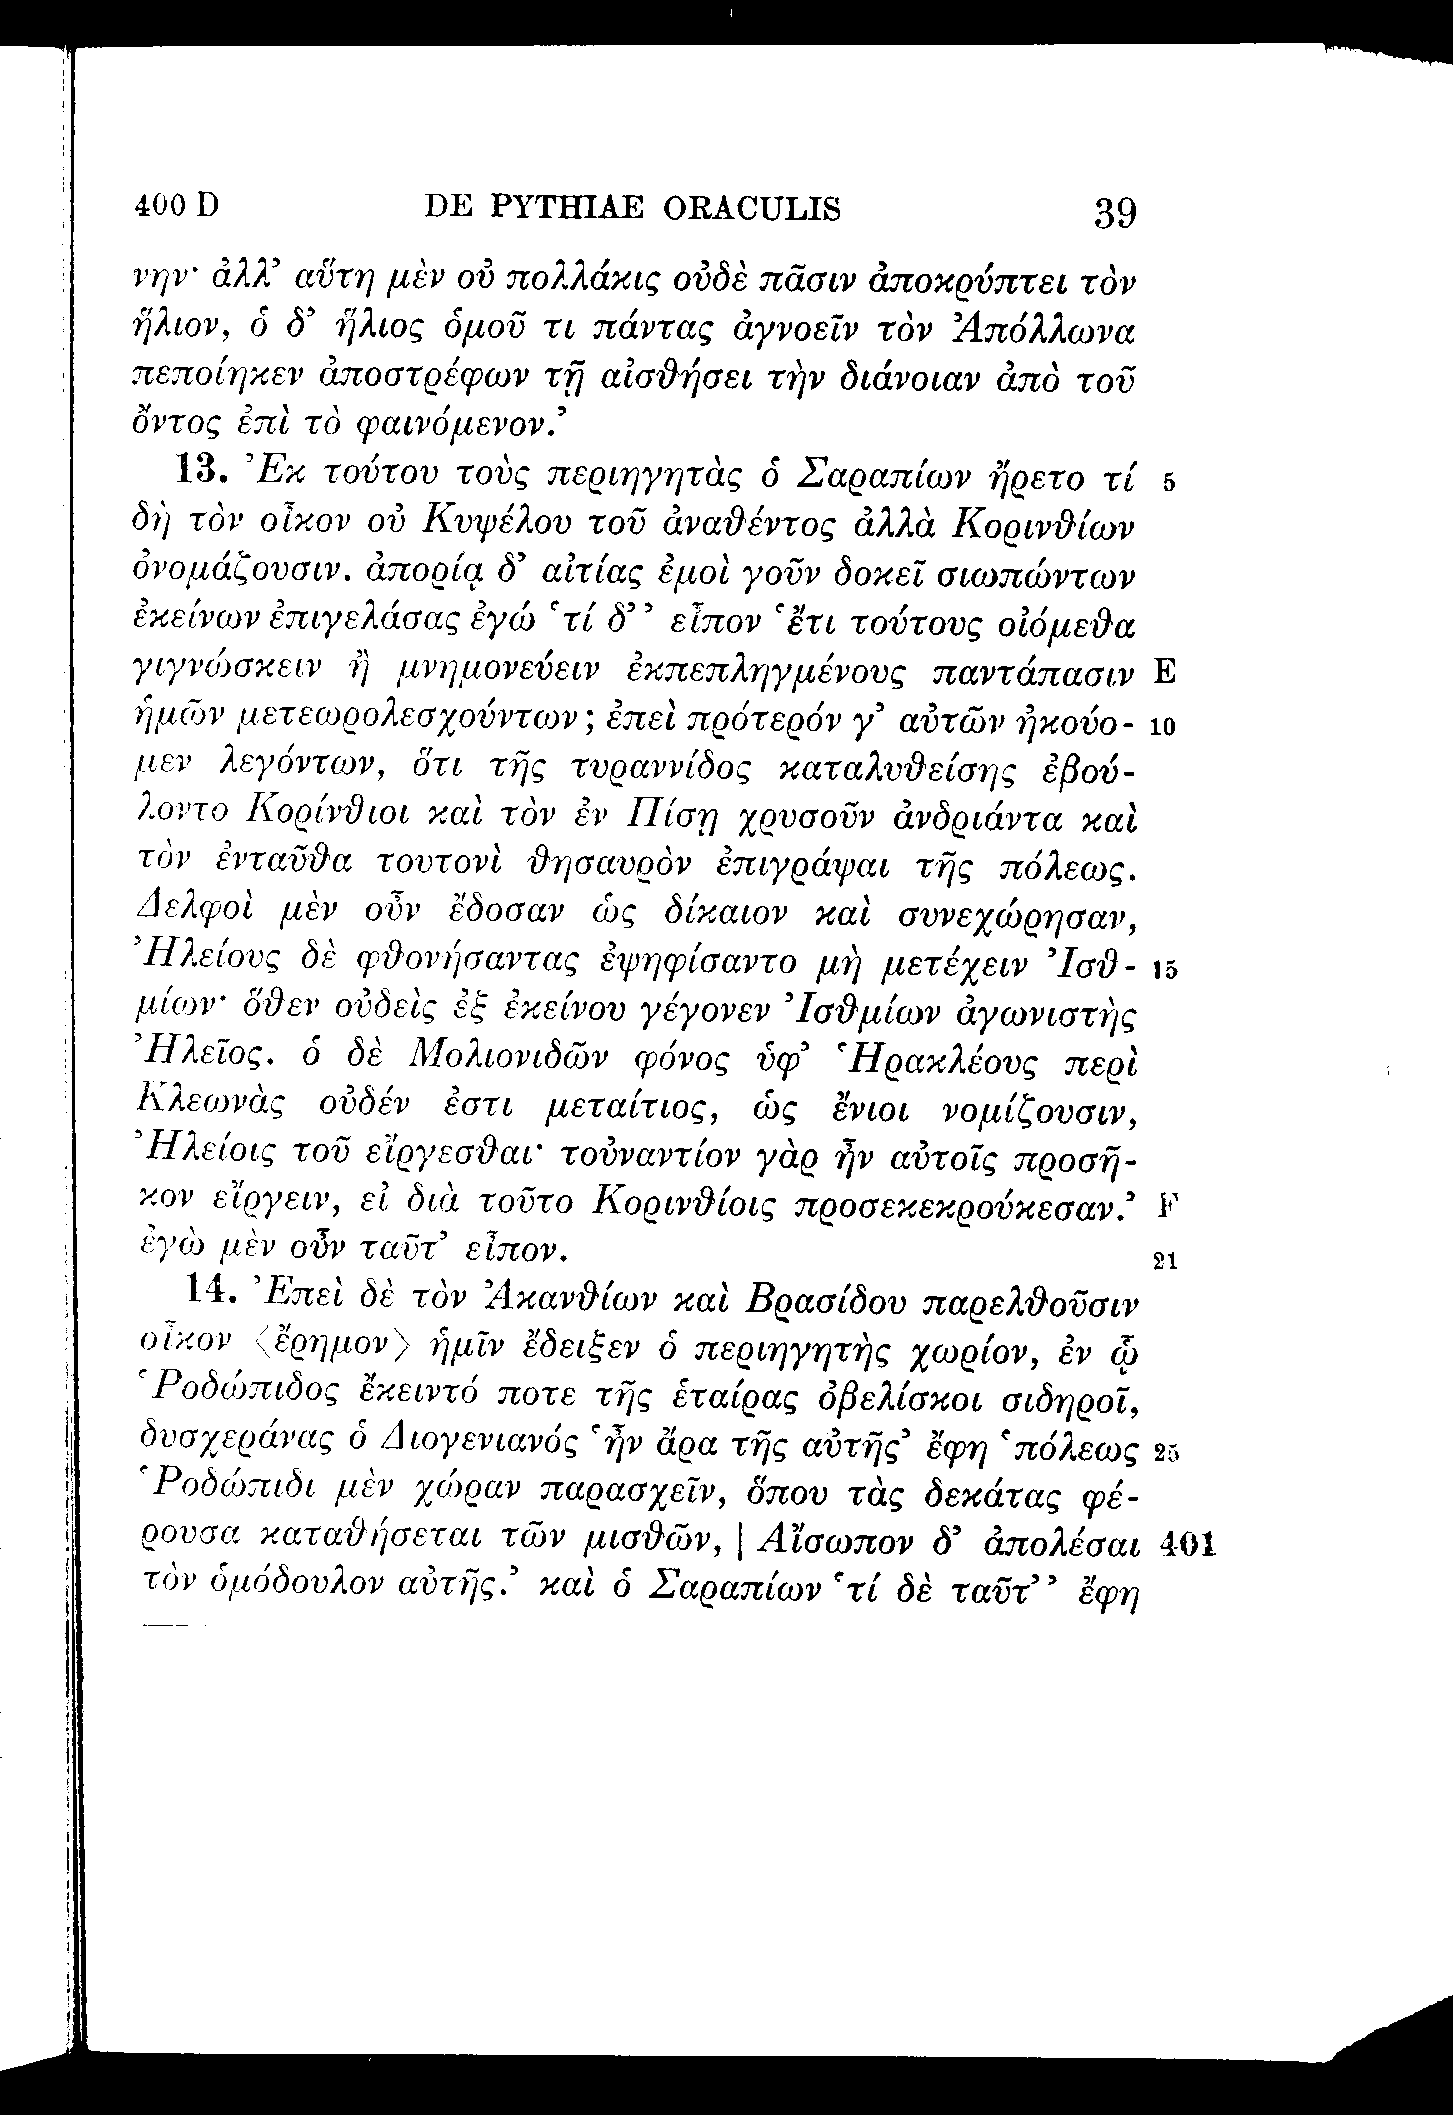 400 D DE PYTHIAE ORACULIS 39
νην· ἀλλ’ αὕτη μὲν οὐ πολλάκις οὐδὲ πᾶσιν ἀποκρύπτει τὸν
ἥλιον, ὁ δ’ ἥλιος ὁμοῦ τι πάντας ἀγνοεῖν τὸν Ἀπόλλωνα
πεποίηκεν ἀποστρέφων τῇ αἰσθήσει τὴν διάνοιαν ἀπὸ τοῦ
ὄντος ἐπὶ τὸ φαινόμενον.’
13. Ἐκ τούτου τοὺς περιηγητὰς ὁ Σαραπίων ἤρετο τί 5
δὴ τὸν οἶκον οὐ Κυψέλου τοῦ ἀναθέντος ἀλλὰ Κορινθίων
ὀνομάζουσιν. ἀπορίᾳ δ’ αἰτίας ἐμοὶ γοῦν δοκεῖ σιωπώντων
ἐκείνων ἐπιγελάσας ἐγώ ‘τί δ’’ εἶπον ‘ἔτι τούτους οἰόμεθα
γιγνώσκειν ἢ μνημονεύειν ἐκπεπληγμένους παντάπασιν E
ἡμῶν μετεωρολεσχούντων; ἐπεὶ πρότερόν γ’ αὐτῶν ἠκούο- 10
μεν λεγόντων, ὅτι τῆς τυραννίδος καταλυθείσης ἐβού-
λοντο Κορίνθιοι καὶ τὸν ἐν Πίσῃ χρυσοῦν ἀνδριάντα καὶ
τὸν ἐνταῦθα τουτονὶ θησαυρὸν ἐπιγράψαι τῆς πόλεως.
Δελφοὶ μὲν οὖν ἔδοσαν ὡς δίκαιον καὶ συνεχώρησαν,
Ἠλείους δὲ φθονήσαντας ἐψηφίσαντο μὴ μετέχειν Ἰσθ- 15
μίων· ὅθεν οὐδεὶς ἐξ ἐκείνου γέγονεν Ἰσθμίων ἀγωνιστὴς
Ἠλεῖος. ὁ δὲ Μολιονιδῶν φόνος ὑφ’ Ἡρακλέους περὶ
Κλεωνὰς οὐδέν ἐστι μεταίτιος, ὡς ἔνιοι νομίζουσιν,
Ἠλείοις τοῦ εἴργεσθαι· τοὐναντίον γὰρ ἦν αὐτοῖς προσῆ-
κον εἴργειν, εἰ διὰ τοῦτο Κορινθίοις προσεκεκρούκεσαν.’ F
ἐγὼ μὲν οὖν ταῦτ’ εἶπον. 21
14. Ἐπεὶ δὲ τὸν Ἀκανθίων καὶ Βρασίδου παρελθοῦσιν
οἶκον ⟨ἔρημον⟩ ἡμῖν ἔδειξεν ὁ περιηγητὴς χωρίον, ἐν ᾧ
Ῥοδώπιδος ἔκειντό ποτε τῆς ἑταίρας ὀβελίσκοι σιδηροῖ,
δυσχεράνας ὁ Διογενιανός ‘ἦν ἄρα τῆς αὐτῆς’ ἔφη ‘πόλεως 25
Ῥοδώπιδι μὲν χώραν παρασχεῖν, ὅπου τὰς δεκάτας φέ-
ρουσα καταθήσεται τῶν μισθῶν, | Αἴσωπον δ’ ἀπολέσαι 401
τὸν ὁμόδουλον αὐτῆς.’ καὶ ὁ Σαραπίων ‘τί δὲ ταῦτ’’ ἔφη